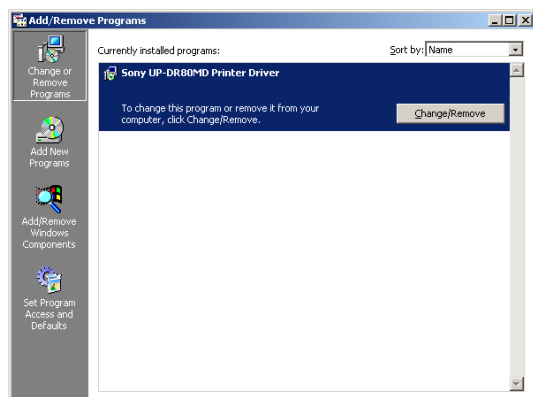 Add/Remove Programs
Currently installed programs:
Sort by: Name
Change or
Remove
Programs
Sony UP-DR80MD Printer Driver
To change this program or remove it from your
computer, click Change/Remove.
Change/Remove
Add New
Programs
Add/Remove
Windows
Components
Set Program
Access and
Defaults